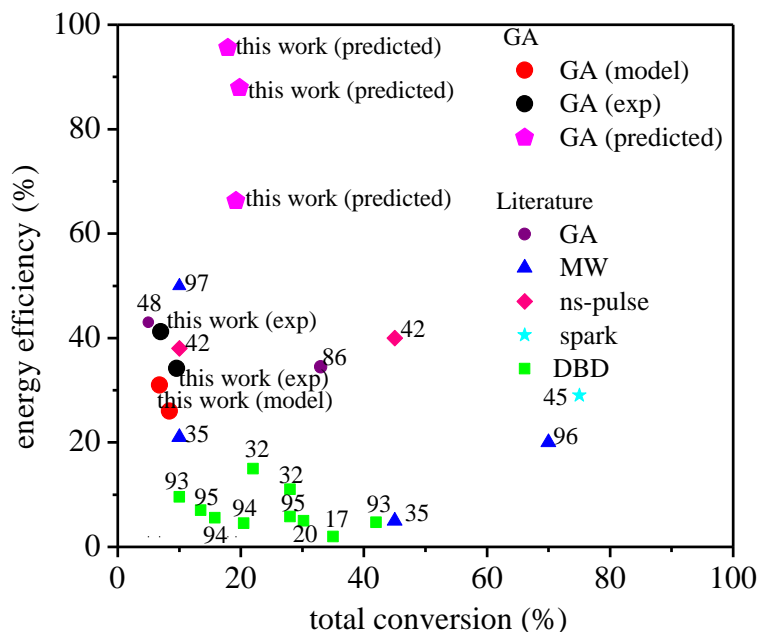 100
80
60
40
20
0
energy efficiency (%)
0
20
40
60
80
100
total conversion (%)
GA
GA (model)
GA (exp)
GA (predicted)
Literature
GA
MW
ns-pulse
spark
DBD
this work (predicted)
this work (predicted)
this work (predicted)
97
48
this work (exp)
42
42
86
this work (exp)
this work (model)
45
35
96
32
32
93
95
94
94
95
20
17
93
35